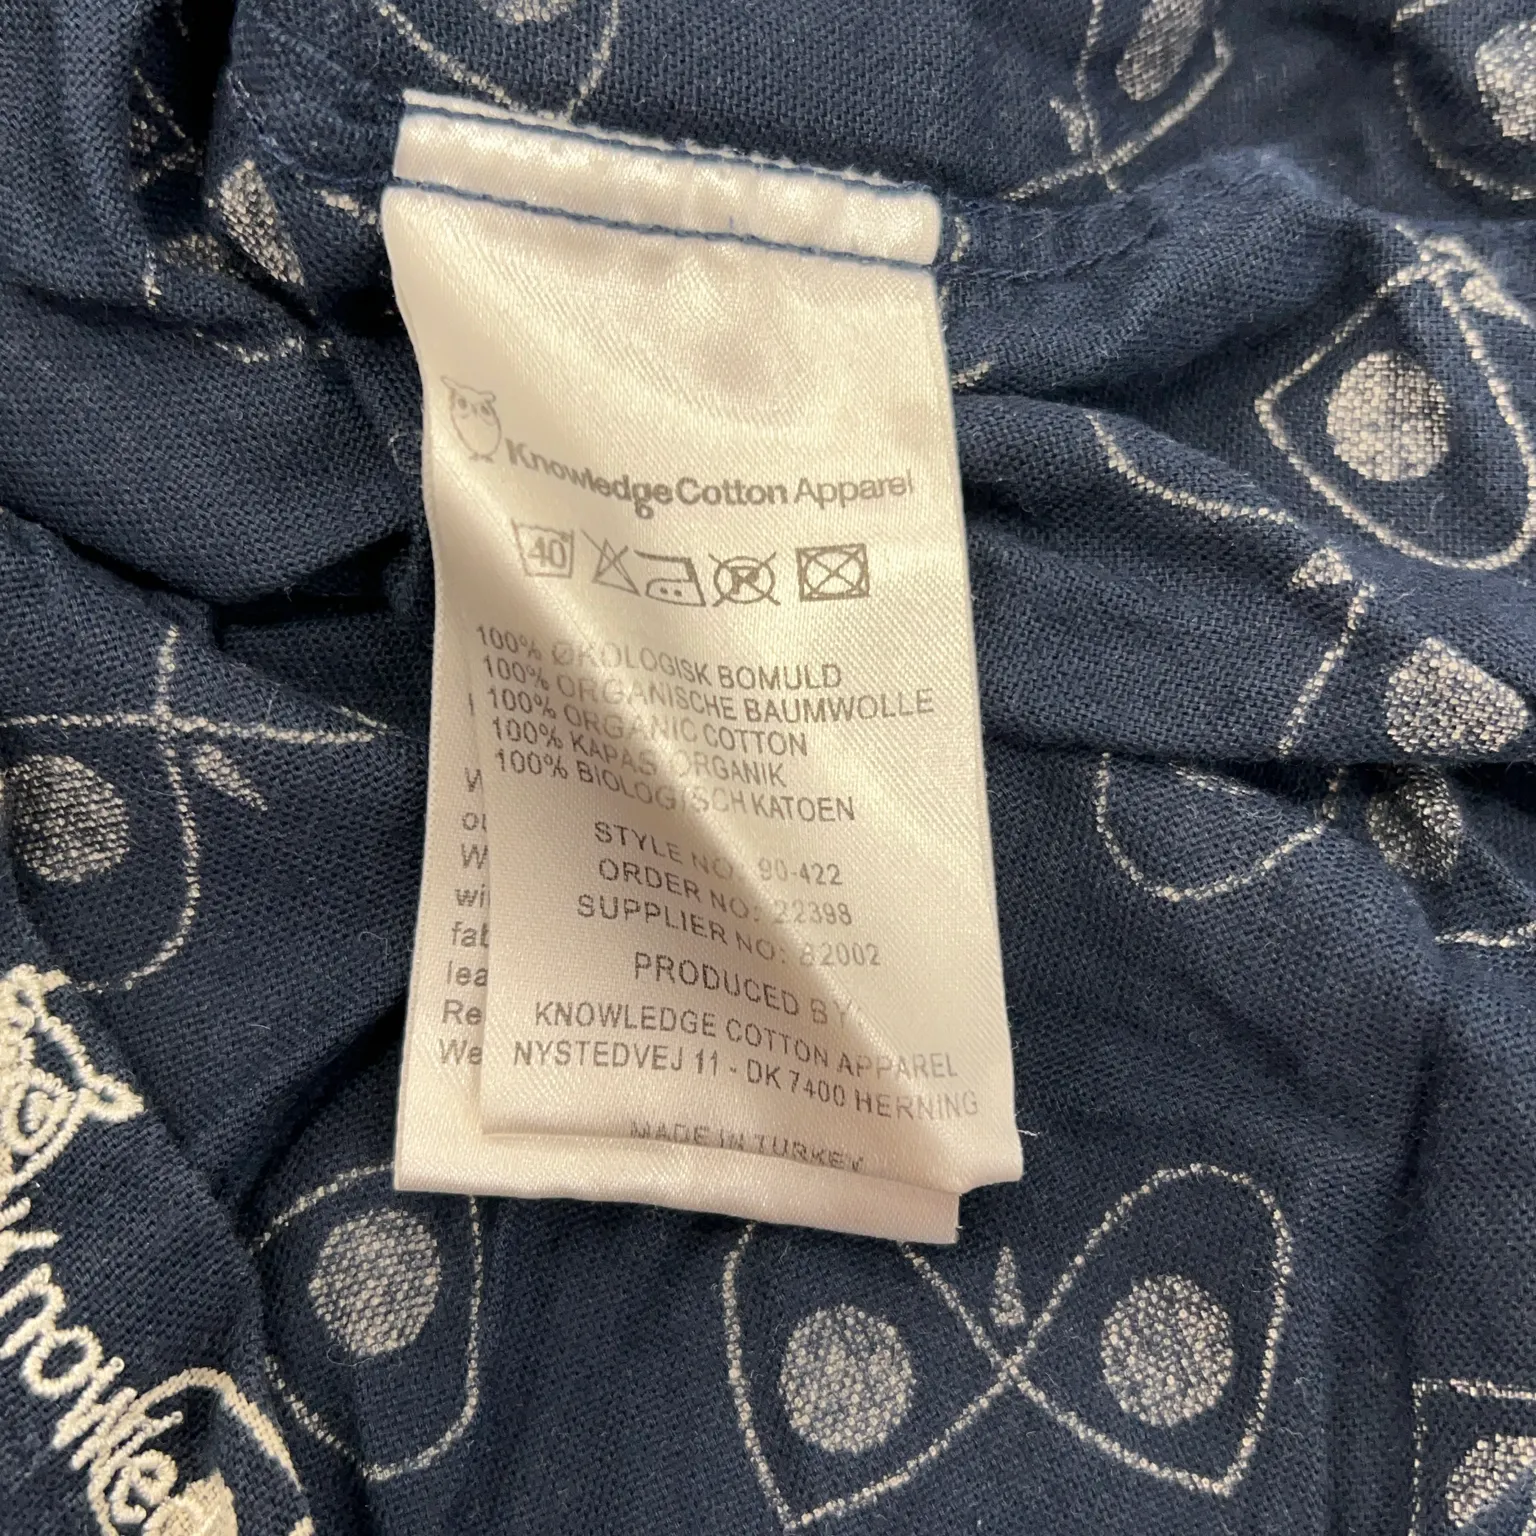 KnowledgeCotton Apparel
40°
100% ØKOLOGISK BOMULD
100% ORGANISCHE BAUMWOLLE
100% ORGANIC COTTON
100% KAPAS ORGANIK
100% BIOLOGISCH KATOEN
STYLE NO: 90-422
ORDER NO: 22398
SUPPLIER NO: 82002
PRODUCED BY:
KNOWLEDGE COTTON APPAREL
NYSTEDVEJ 11 - DK 7400 HERNING
MADE IN TURKEY